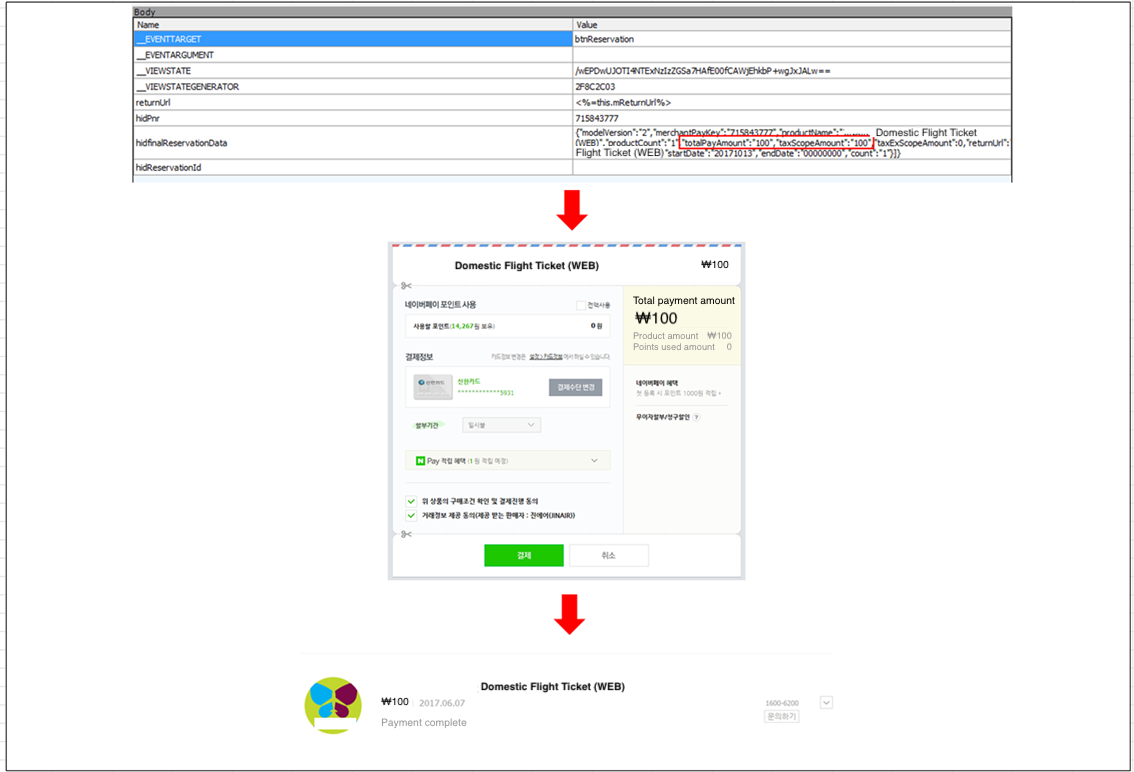 Body
Name Value
__EVENTTARGET btnReservation
__EVENTARGUMENT
__VIEWSTATE /wEPDwUJOTI4NTExNzIzZGSa7HAfE00fCAWjEhkbP+wgJxJALw==
__VIEWSTATEGENERATOR 2F8C2C03
returnUrl <%=this.mReturnUrl%>
hidPnr 715843777
{"modelVersion":"2","merchantPayKey":"715843777","productName": Domestic Flight Ticket
hidfinalReservationData (WEB)","productCount":"1","totalPayAmount":"100","taxScopeAmount":"100","taxExScopeAmount":0,"returnUrl":
Flight Ticket (WEB) "startDate":"20171013","endDate":"00000000","count":"1"}]}
hidReservationId
Domestic Flight Ticket (WEB) ₩100
네이버페이 포인트 사용 전액사용
사용할 포인트(14,267원 보유) 0 원
결제정보 카드정보 변경은 에서 하실 수 있습니다.
신한카드
신한카드
************5931
결제수단 변경
할부기간 일시불
N Pay 적립 혜택 (1원 적립 예정)
위 상품의 구매조건 확인 및 결제진행 동의
거래정보 제공 동의(제공 받는 판매자 : 진에어(JINAIR))
Total payment amount
₩100
Product amount ₩100
Points used amount 0
네이버페이 혜택
첫 등록 시 포인트 1000원 적립
무이자할부/청구할인 ?
결제 취소
Domestic Flight Ticket (WEB)
₩100 2017.06.07
Payment complete
1600-6200
문의하기